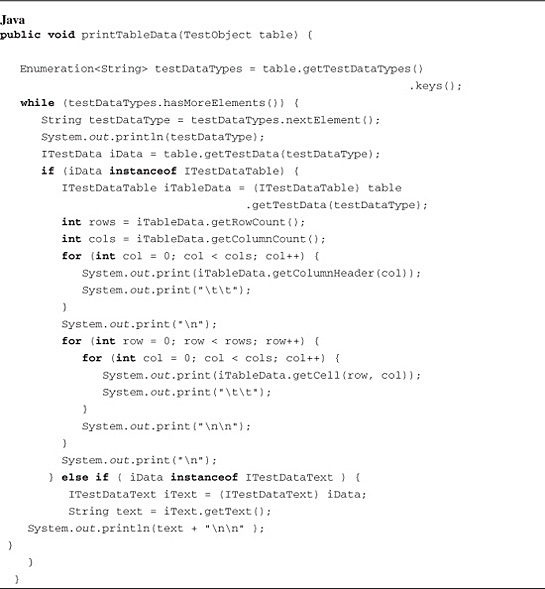 Java
public void printTableData(TestObject table) {
Enumeration<String> testDataTypes = table.getTestDataTypes()
.keys();
while (testDataTypes.hasMoreElements()) {
String testDataType = testDataTypes.nextElement();
System.out.println(testDataType);
ITestData iData = table.getTestData(testDataType);
if (iData instanceof ITestDataTable) {
ITestDataTable iTableData = (ITestDataTable) table
.getTestData(testDataType);
int rows = iTableData.getRowCount();
int cols = iTableData.getColumnCount();
for (int col = 0; col < cols; col++) {
System.out.print(iTableData.getColumnHeader(col));
System.out.print("\t\t");
}
System.out.print("\n");
for (int row = 0; row < rows; row++) {
for (int col = 0; col < cols; col++) {
System.out.print(iTableData.getCell(row, col));
System.out.print("\t\t");
}
System.out.print("\n\n");
}
System.out.print("\n");
} else if ( iData instanceof ITestDataText ) {
ITestDataText iText = (ITestDataText) iData;
String text = iText.getText();
System.out.println(text + "\n\n" );
}
}
}